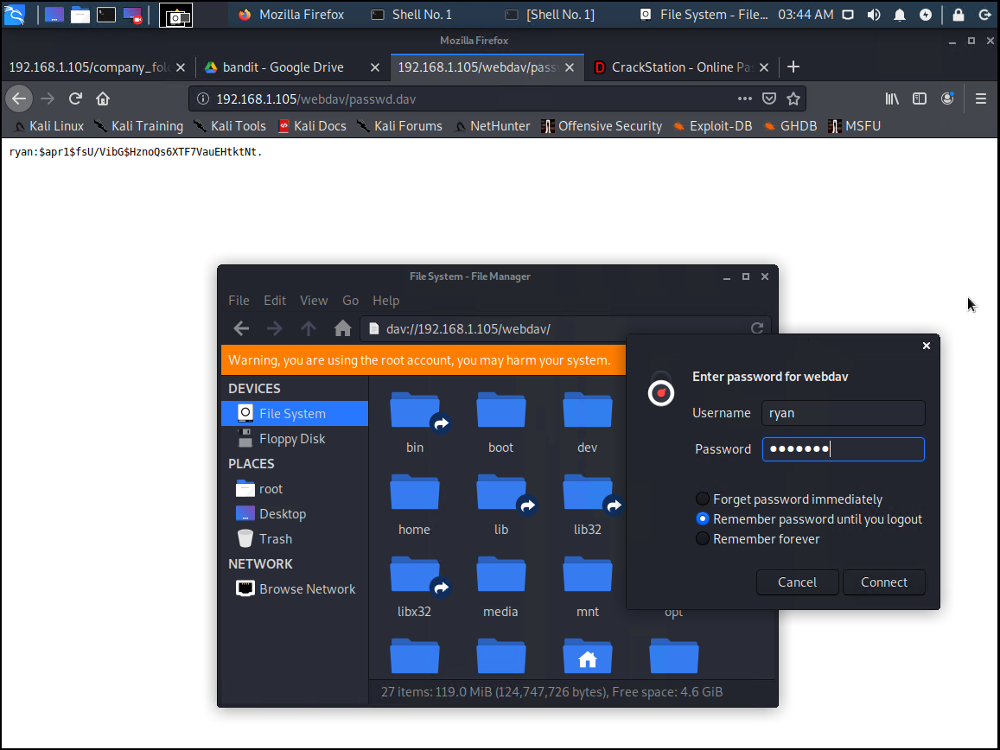 Mozilla Firefox
Shell No. 1
[Shell No. 1]
File System - File...
03:44 AM
Mozilla Firefox
192.168.1.105/company_fol
bandit - Google Drive
192.168.1.105/webdav/pass
CrackStation - Online Pas
192.168.1.105/webdav/passwd.dav
Kali Linux
Kali Training
Kali Tools
Kali Docs
Kali Forums
NetHunter
Offensive Security
Exploit-DB
GHDB
MSFU
ryan:$apr1$fsU/VibG$HznoQs6XTF7VauEHtktNt.
File System - File Manager
File Edit View Go Help
dav://192.168.1.105/webdav/
Warning, you are using the root account, you may harm your system.
DEVICES
File System
Floppy Disk
PLACES
root
Desktop
Trash
NETWORK
Browse Network
bin
boot
dev
home
lib
lib32
libx32
media
mnt
opt
27 items: 119.0 MiB (124,747,726 bytes), Free space: 4.6 GiB
Enter password for webdav
Username ryan
Password ●●●●●●●
Forget password immediately
Remember password until you logout
Remember forever
Cancel
Connect